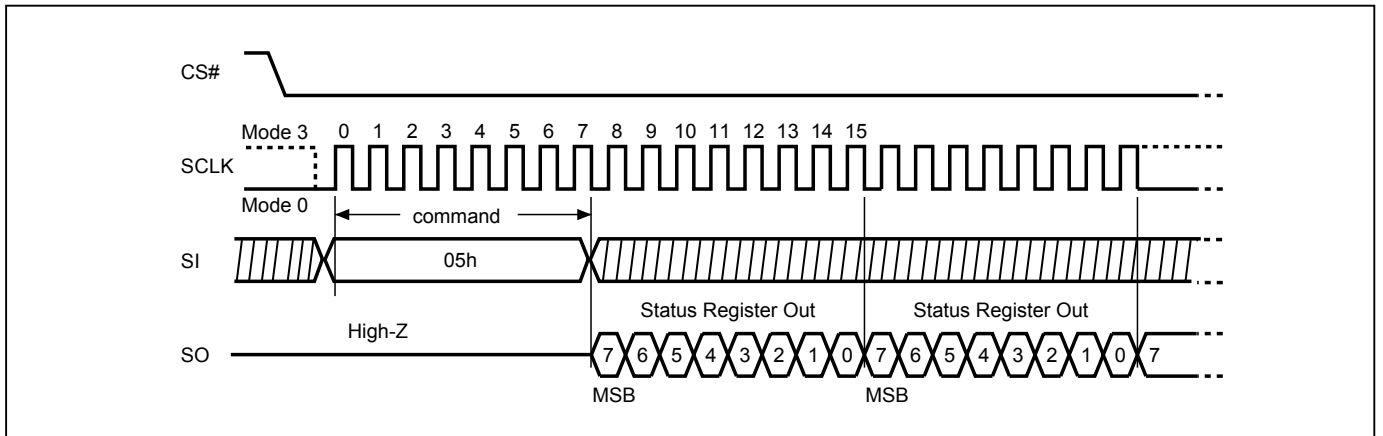 CS#
Mode 3 0 1 2 3 4 5 6 7 8 9 10 11 12 13 14 15
SCLK
Mode 0
command
SI 05h
Status Register Out Status Register Out
High-Z
SO 7 6 5 4 3 2 1 0 7 6 5 4 3 2 1 0 7
MSB MSB